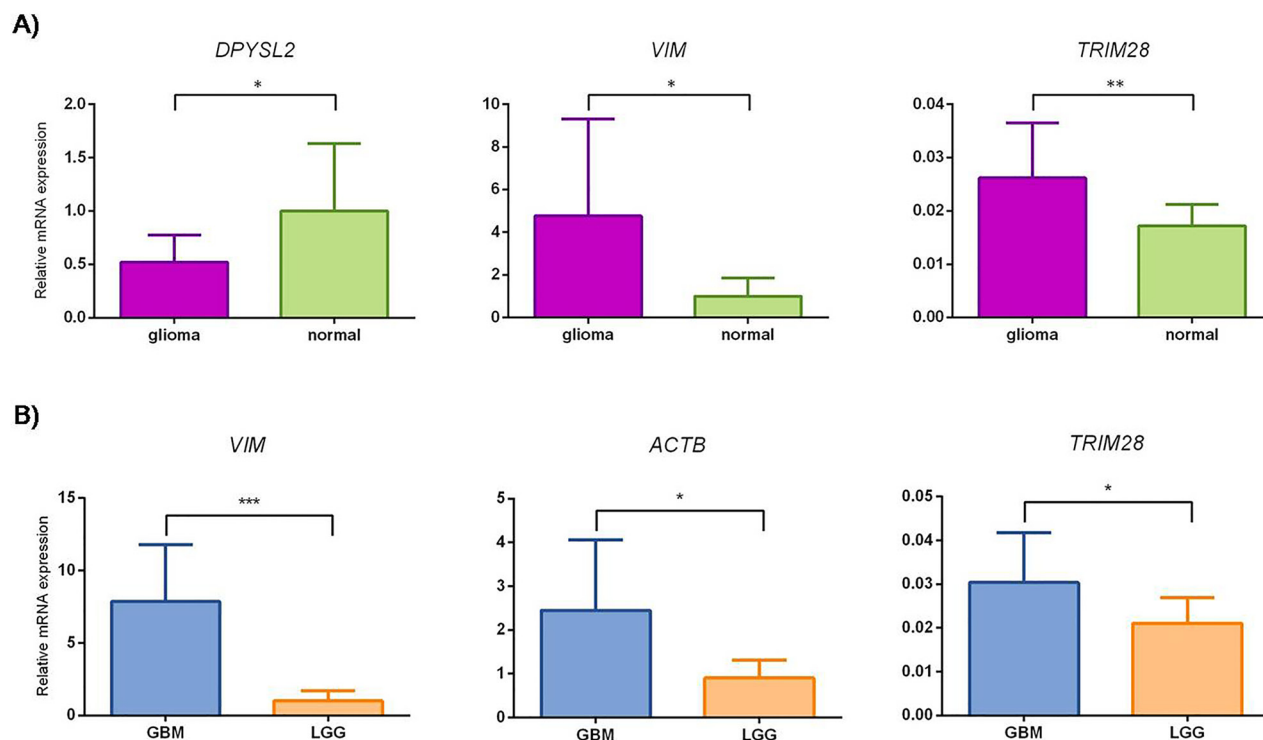 A)
DPYSL2 VIM TRIM28
* * **
Relative mRNA expression
2.0 10 0.04
1.5 8 0.03
1.0 6 0.02
0.5 4 0.01
0.0 2 0.00
0
glioma normal glioma normal glioma normal
B)
VIM ACTB TRIM28
*** * *
Relative mRNA expression
15 5 0.05
10 4 0.04
5 3 0.03
0 2 0.02
1 0.01
0 0.00
GBM LGG GBM LGG GBM LGG